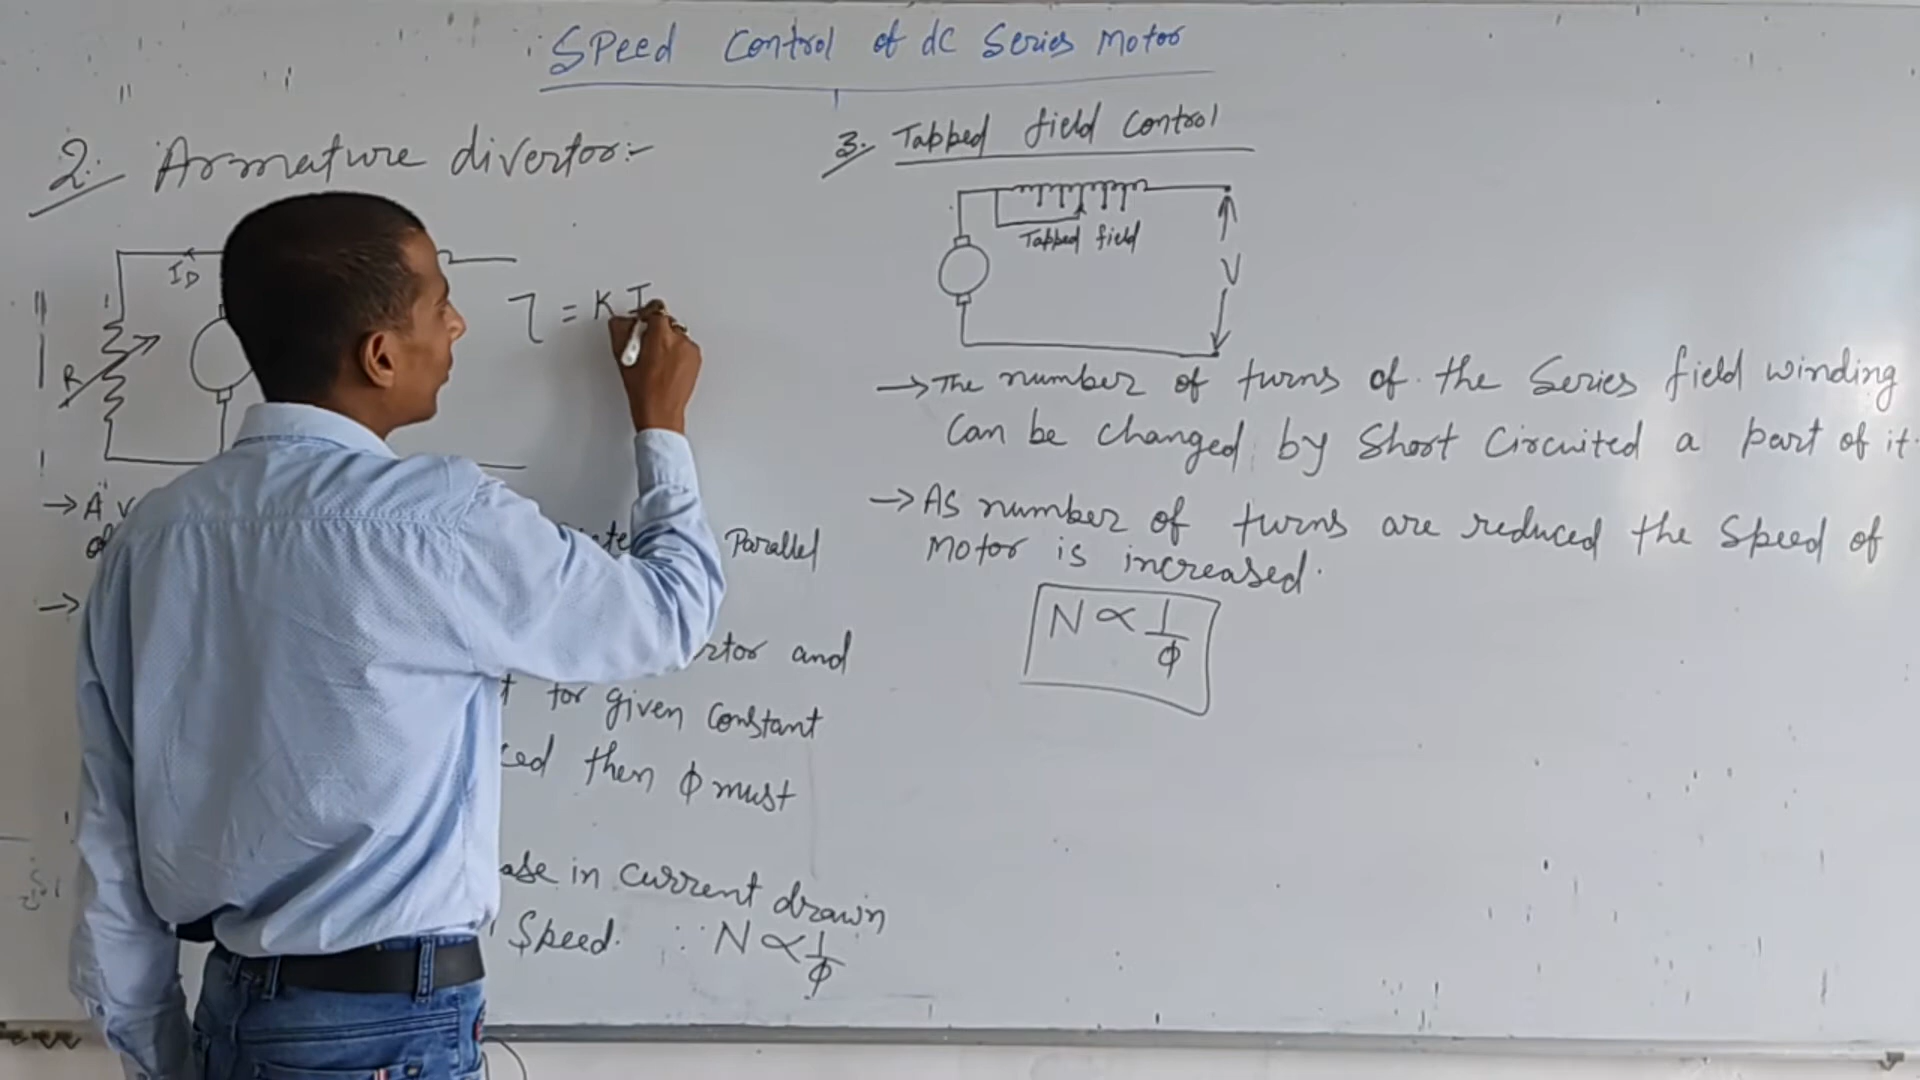 Speed Control of dc Series Motor
2. Armature divertor:-
I_D
R
τ = K I
Parallel
and
for given Constant
then ϕ must
in current drawn
Speed. ∵ N ∝ 1/ϕ
3. Tapped field control
Tapped field
V
→ The number of turns of the Series field winding
Can be changed by Short Circuited a part of it.
→ As number of turns are reduced the Speed of
Motor is increased.
N ∝ 1/ϕ